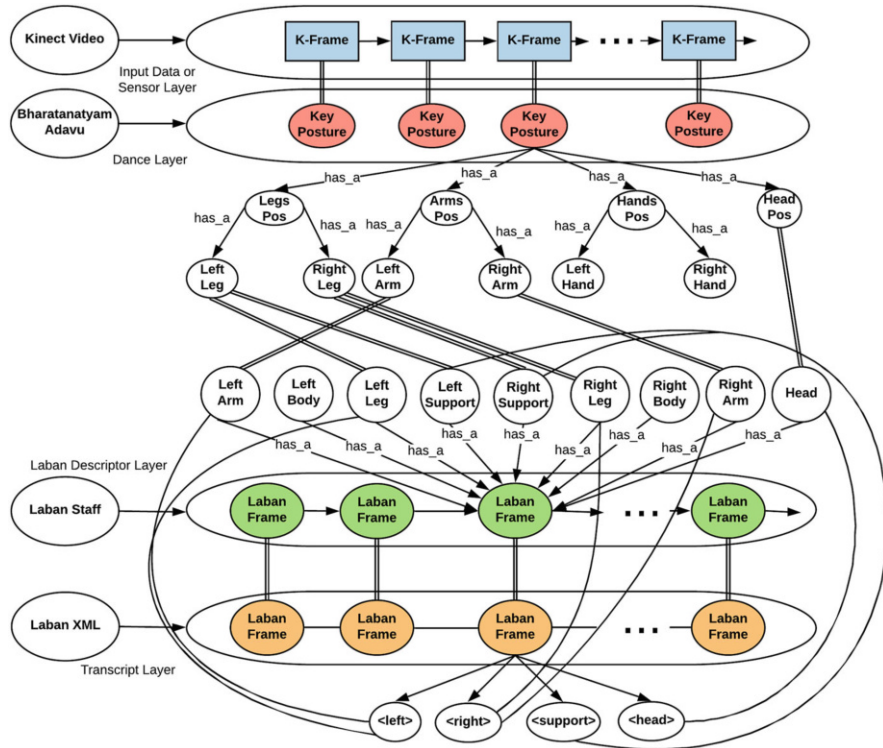 Kinect Video
K-Frame
K-Frame
K-Frame
K-Frame
Input Data or
Sensor Layer
Bharatanatyam
Adavu
Key
Posture
Key
Posture
Key
Posture
Key
Posture
Dance Layer
has_a
has_a
has_a
has_a
Legs
Pos
Arms
Pos
Hands
Pos
Head
Pos
has_a
has_a
has_a
has_a
has_a
has_a
Left
Leg
Right
Leg
Left
Arm
Right
Arm
Left
Hand
Right
Hand
Left
Arm
Left
Body
Left
Leg
Left
Support
Right
Support
Right
Leg
Right
Body
Right
Arm
Head
has_a
has_a
has_a
has_a
has_a
has_a
has_a
has_a
has_a
Laban Descriptor Layer
Laban Staff
Laban
Frame
Laban
Frame
Laban
Frame
Laban
Frame
Laban XML
Laban
Frame
Laban
Frame
Laban
Frame
Laban
Frame
Transcript Layer
<left>
<right>
<support>
<head>